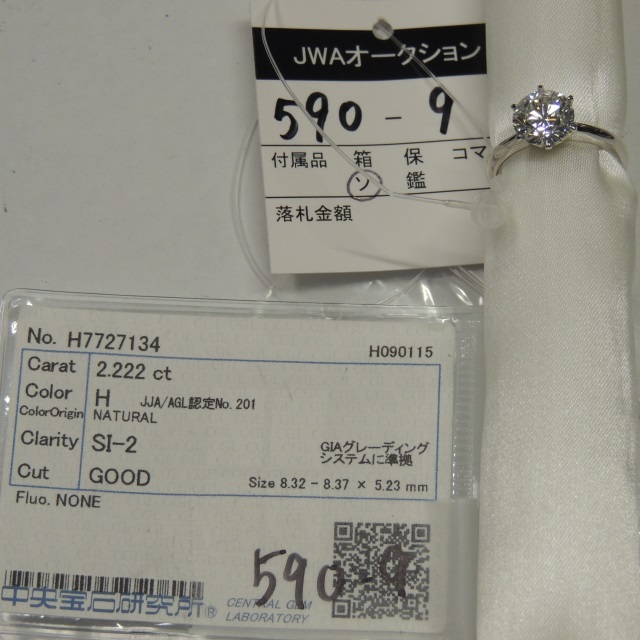 JWAオークション
590-9
付属品 箱 保 コマ
ソ 鑑
落札金額
No. H7727134 H090115
Carat 2.222 ct
Color H JJA/AGL認定No. 201
ColorOrigin NATURAL
Clarity SI-2 GIAグレーディング
システムに準拠
Cut GOOD Size 8.32 - 8.37 × 5.23 mm
Fluo. NONE
590-9
中央宝石研究所® CENTRAL GEM
LABORATORY